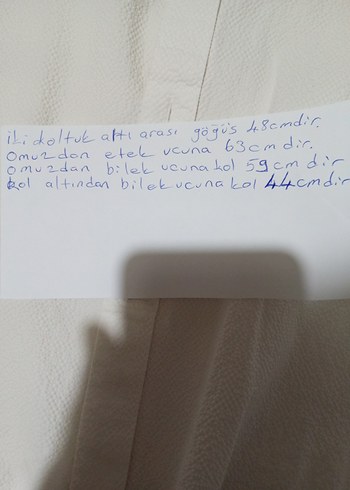 iki koltuk altı arası göğüs 48cmdir.
Omuzdan etek ucuna 63cm dir.
omuzdan bilek ucuna kol 59cm dir
kol altından bilek ucuna kol 44cmdir